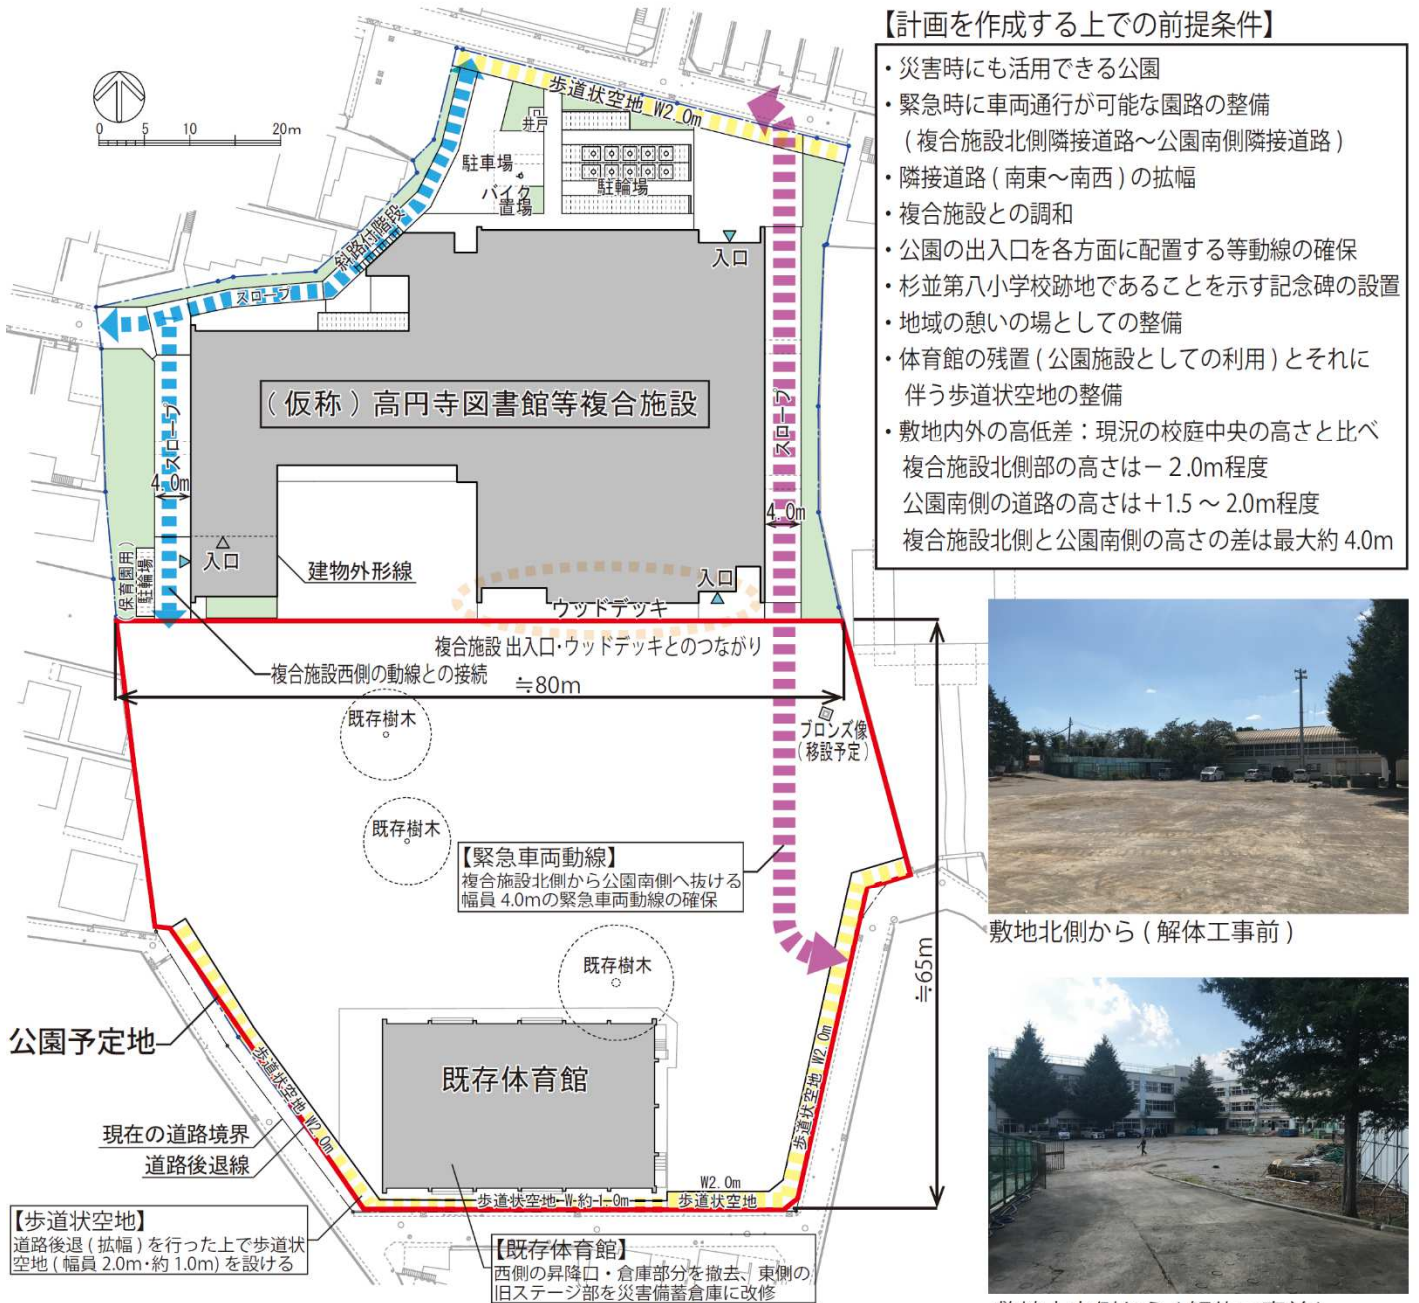 【計画を作成する上での前提条件】
・災害時にも活用できる公園
・緊急時に車両通行が可能な園路の整備
(複合施設北側隣接道路～公園南側隣接道路)
・隣接道路(南東～南西)の拡幅
・複合施設との調和
・公園の出入口を各方面に配置する等動線の確保
・杉並第八小学校跡地であることを示す記念碑の設置
・地域の憩いの場としての整備
・体育館の残置(公園施設としての利用)とそれに
伴う歩道状空地の整備
・敷地内外の高低差：現況の校庭中央の高さと比べ
複合施設北側部の高さは－2.0m程度
公園南側の道路の高さは＋1.5～2.0m程度
複合施設北側と公園南側の高さの差は最大約4.0m
0 5 10 20m
歩道状空地 W2.0m
井戸
駐車場
バイク
置場
駐輪場
斜路付階段
入口
スロープ
(仮称)高円寺図書館等複合施設
スロープ
4.0m
スロープ
4.0m
(保育園用)
駐輪場
入口
建物外形線
入口
ウッドデッキ
複合施設 出入口・ウッドデッキとのつながり
複合施設西側の動線との接続
≒80m
既存樹木
ブロンズ像
(移設予定)
既存樹木
【緊急車両動線】
複合施設北側から公園南側へ抜ける
幅員4.0mの緊急車両動線の確保
敷地北側から(解体工事前)
≒65m
既存樹木
公園予定地
既存体育館
歩道状空地 W2.0m
歩道状空地 W2.0m
現在の道路境界
道路後退線
W2.0m
歩道状空地 W約1.0m
歩道状空地
【歩道状空地】
道路後退(拡幅)を行った上で歩道状
空地(幅員2.0m・約1.0m)を設ける
【既存体育館】
西側の昇降口・倉庫部分を撤去、東側の
旧ステージ部を災害備蓄倉庫に改修